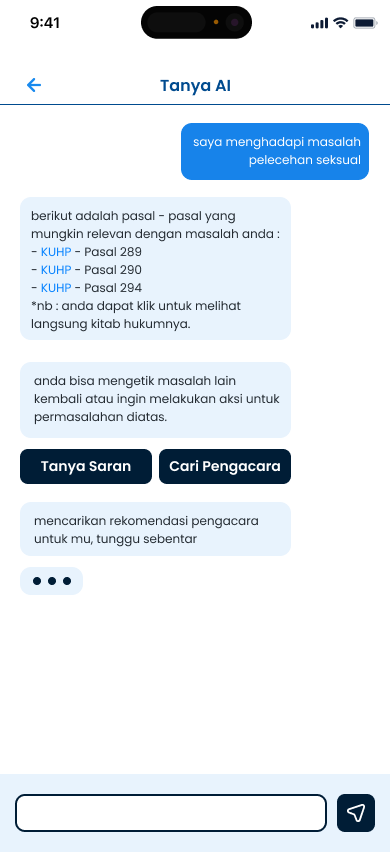 9:41
Tanya AI
saya menghadapi masalah
pelecehan seksual
berikut adalah pasal - pasal yang
mungkin relevan dengan masalah anda :
- KUHP - Pasal 289
- KUHP - Pasal 290
- KUHP - Pasal 294
*nb : anda dapat klik untuk melihat
langsung kitab hukumnya.
anda bisa mengetik masalah lain
kembali atau ingin melakukan aksi untuk
permasalahan diatas.
Tanya Saran
Cari Pengacara
mencarikan rekomendasi pengacara
untuk mu, tunggu sebentar